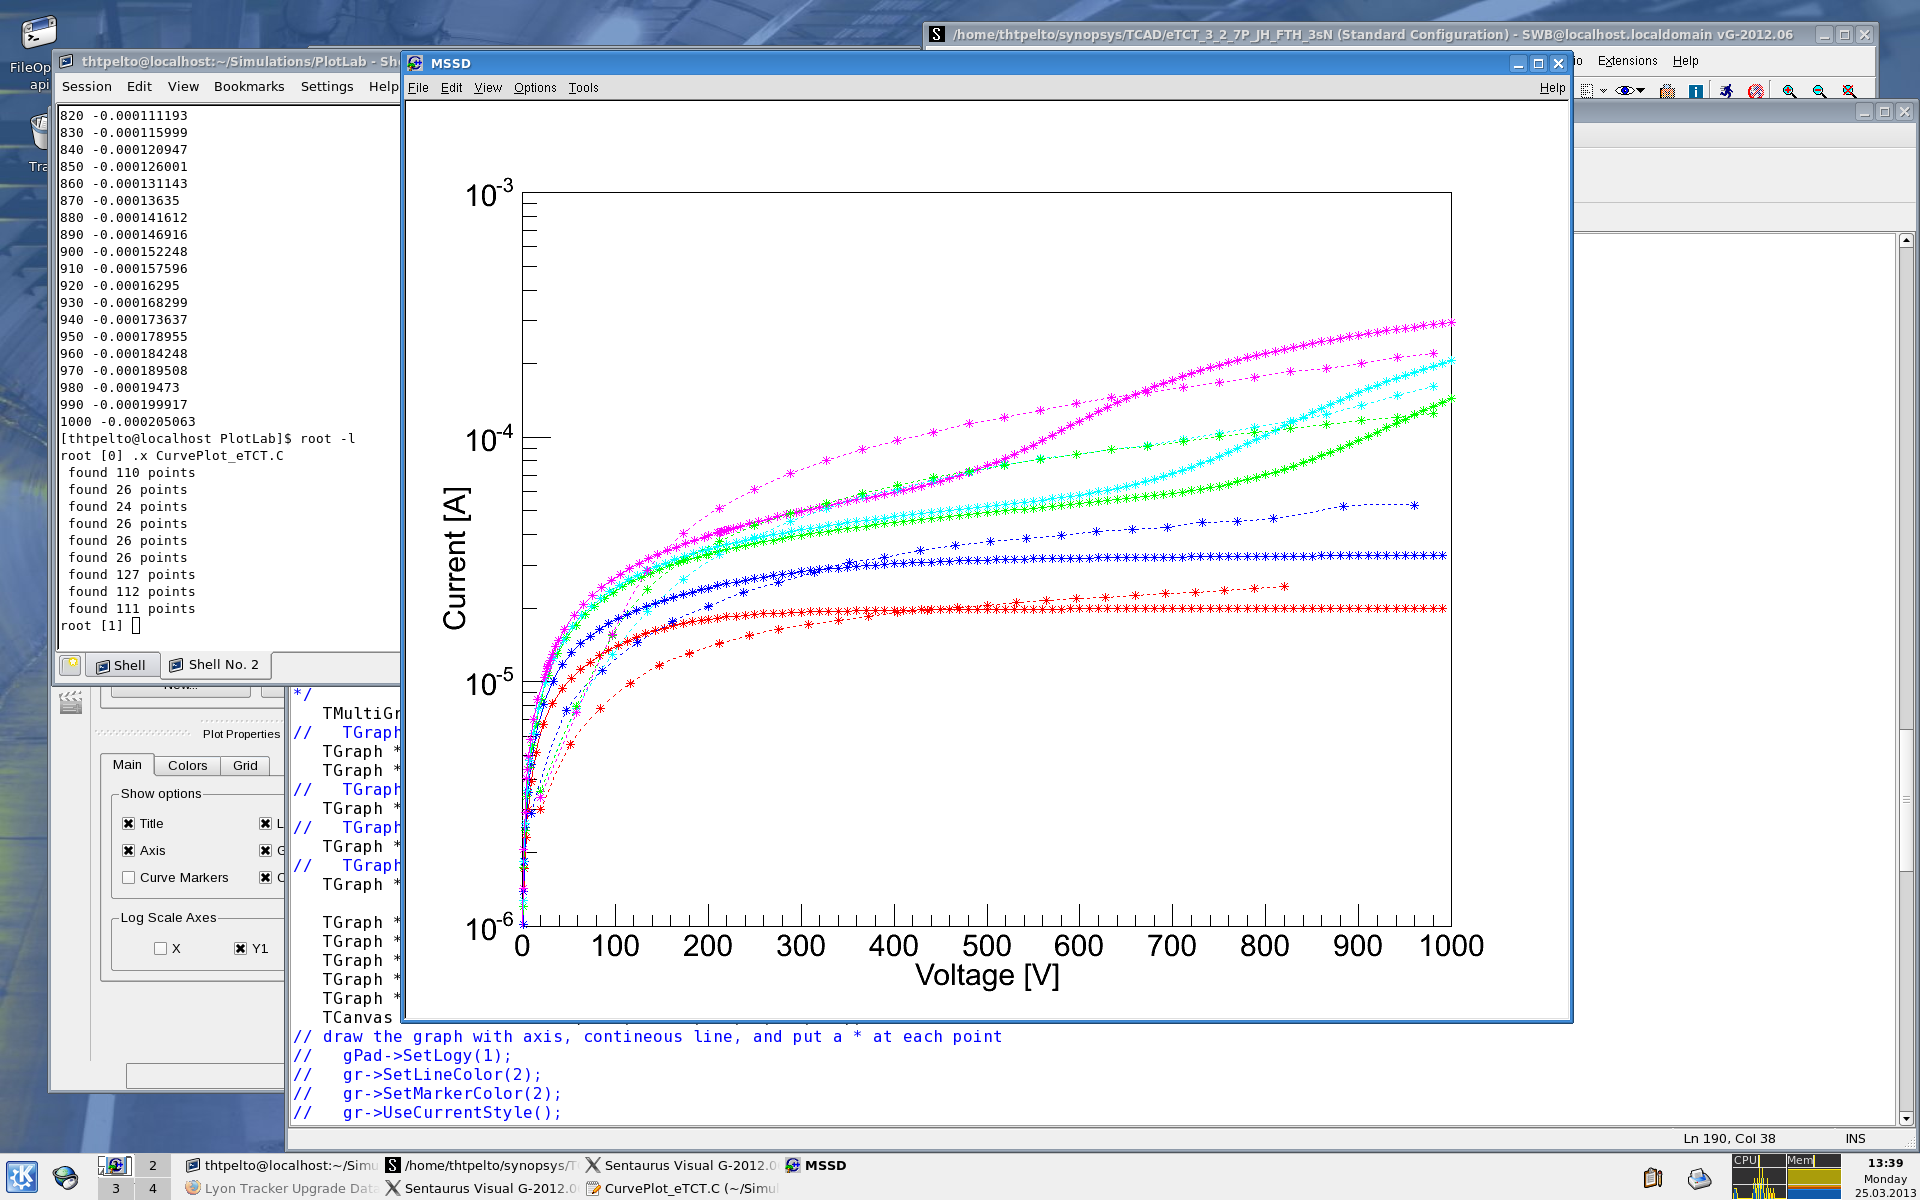 FileOp
api
Tra
/home/thtpelto/synopsys/TCAD/eTCT_3_2_7P_JH_FTH_3sN (Standard Configuration) - SWB@localhost.localdomain vG-2012.06
io Extensions Help
thtpelto@localhost:~/Simulations/PlotLab - She
Session Edit View Bookmarks Settings Help
820 -0.000111193
830 -0.000115999
840 -0.000120947
850 -0.000126001
860 -0.000131143
870 -0.00013635
880 -0.000141612
890 -0.000146916
900 -0.000152248
910 -0.000157596
920 -0.00016295
930 -0.000168299
940 -0.000173637
950 -0.000178955
960 -0.000184248
970 -0.000189508
980 -0.00019473
990 -0.000199917
1000 -0.000205063
[thtpelto@localhost PlotLab]$ root -l
root [0] .x CurvePlot_eTCT.C
found 110 points
found 26 points
found 24 points
found 26 points
found 26 points
found 26 points
found 127 points
found 112 points
found 111 points
root [1]
Shell Shell No. 2
MSSD
File Edit View Options Tools Help
10-3
10-4
10-5
10-6
Current [A]
0 100 200 300 400 500 600 700 800 900 1000
Voltage [V]
New...
Plot Properties
Main Colors Grid
Show options
Title L
Axis G
Curve Markers C
Log Scale Axes
X Y1
*/
TMultiGr
// TGraph
TGraph *
TGraph *
// TGraph
TGraph *
// TGraph
TGraph *
// TGraph
TGraph *
TGraph *
TGraph *
TGraph *
TGraph *
TGraph *
TCanvas
// draw the graph with axis, contineous line, and put a * at each point
// gPad->SetLogy(1);
// gr->SetLineColor(2);
// gr->SetMarkerColor(2);
// gr->UseCurrentStyle();
Ln 190, Col 38 INS
2
3 4
thtpelto@localhost:~/Simu
/home/thtpelto/synopsys/T
Sentaurus Visual G-2012.0
MSSD
Lyon Tracker Upgrade Data
Sentaurus Visual G-2012.0
CurvePlot_eTCT.C (~/Simul
CPU Mem
13:39
Monday
25.03.2013